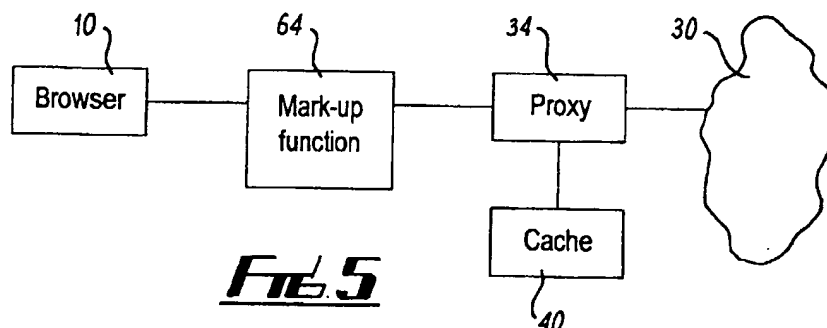 10
64
34
30
Browser
Mark-up
function
Proxy
Cache
FIG. 5
40